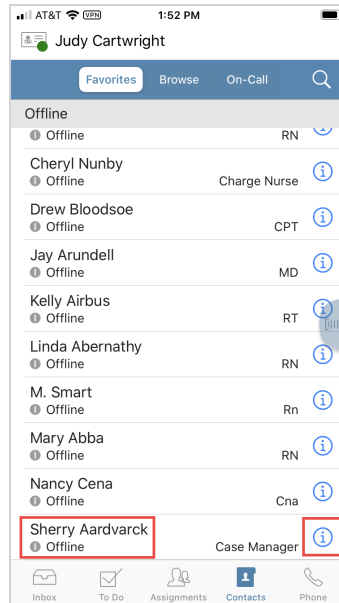 AT&T VPN 1:52 PM
Judy Cartwright
Favorites Browse On-Call
Offline
Offline RN
Cheryl Nunby
Offline Charge Nurse
Drew Bloodsoe
Offline CPT
Jay Arundell
Offline MD
Kelly Airbus
Offline RT
Linda Abernathy
Offline RN
M. Smart
Offline Rn
Mary Abba
Offline RN
Nancy Cena
Offline Cna
Sherry Aardvarck
Offline Case Manager
Inbox To Do Assignments Contacts Phone